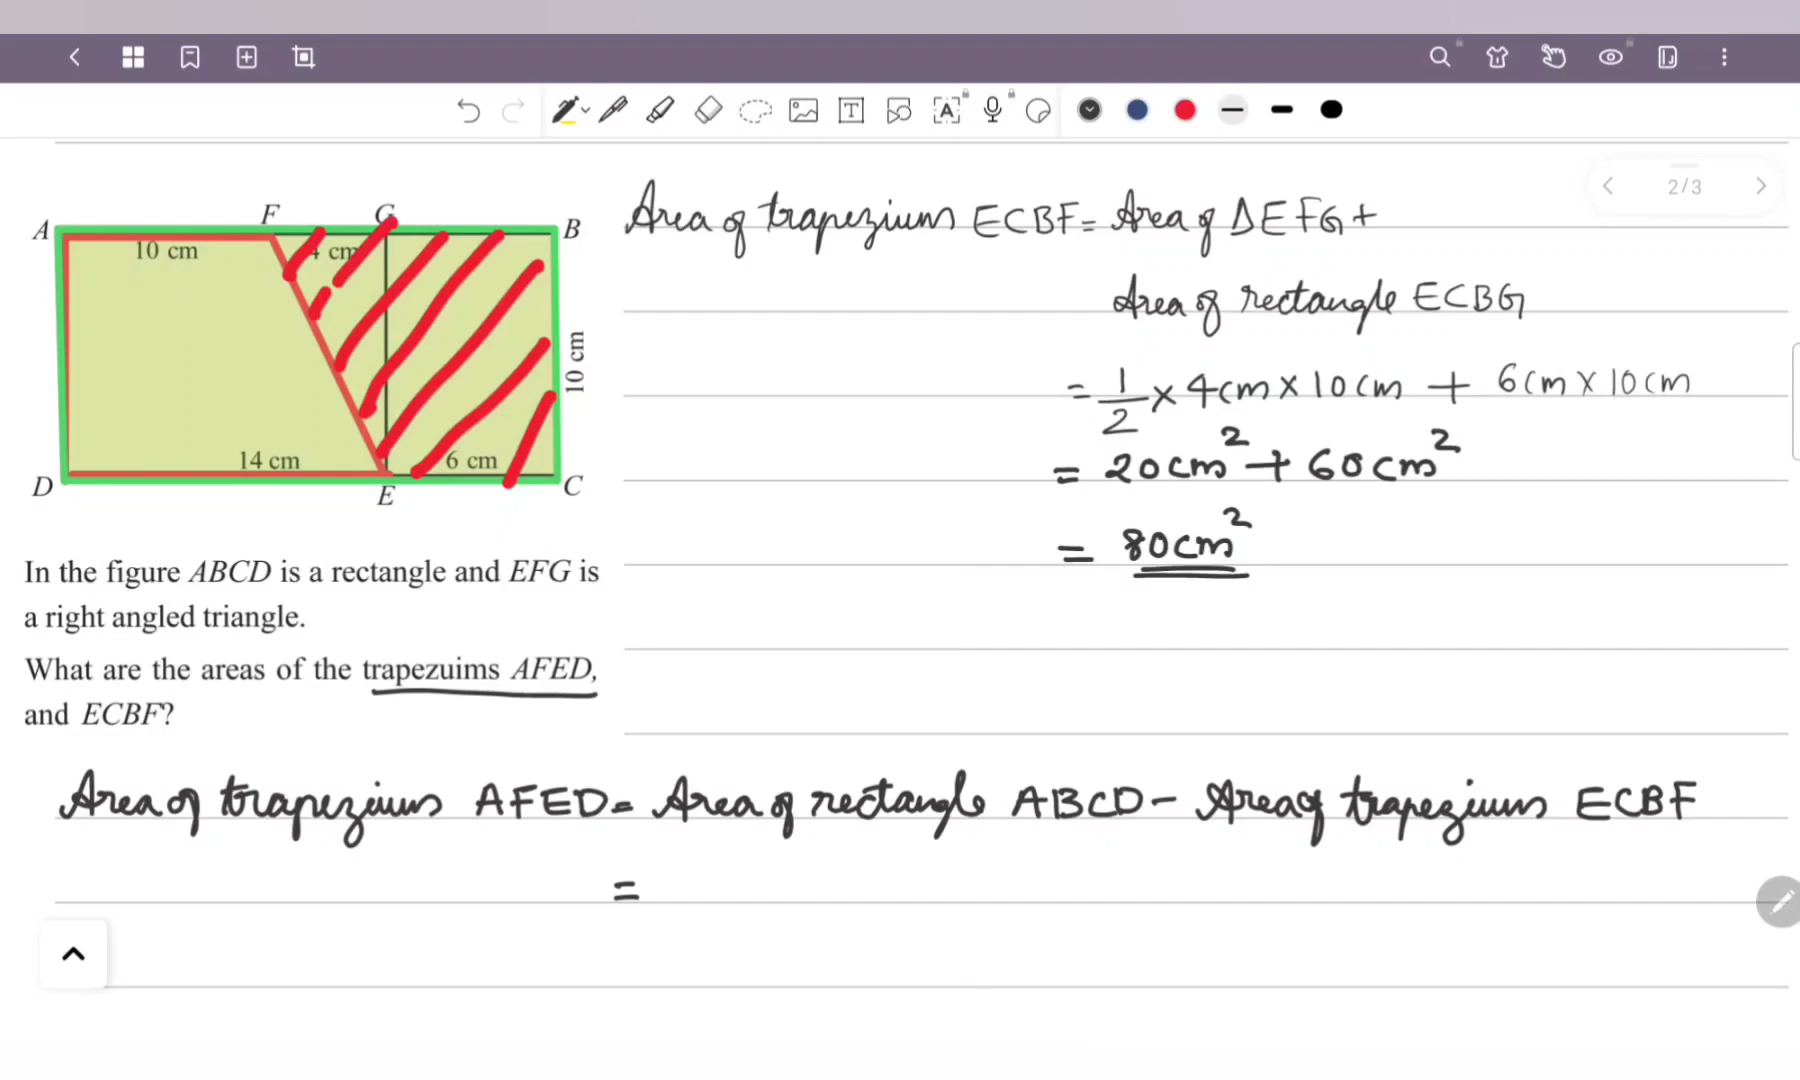 2/3
A F G B
10 cm 4 cm
10 cm
14 cm 6 cm
D E C
In the figure ABCD is a rectangle and EFG is
a right angled triangle.
What are the areas of the trapezuims AFED,
and ECBF?
Area of trapezium ECBF = Area of ΔEFG +
Area of rectangle ECBG
= 1/2 × 4cm × 10cm + 6cm × 10cm
= 20cm² + 60cm²
= 80cm²
Area of trapezium AFED = Area of rectangle ABCD - Area of trapezium ECBF
=